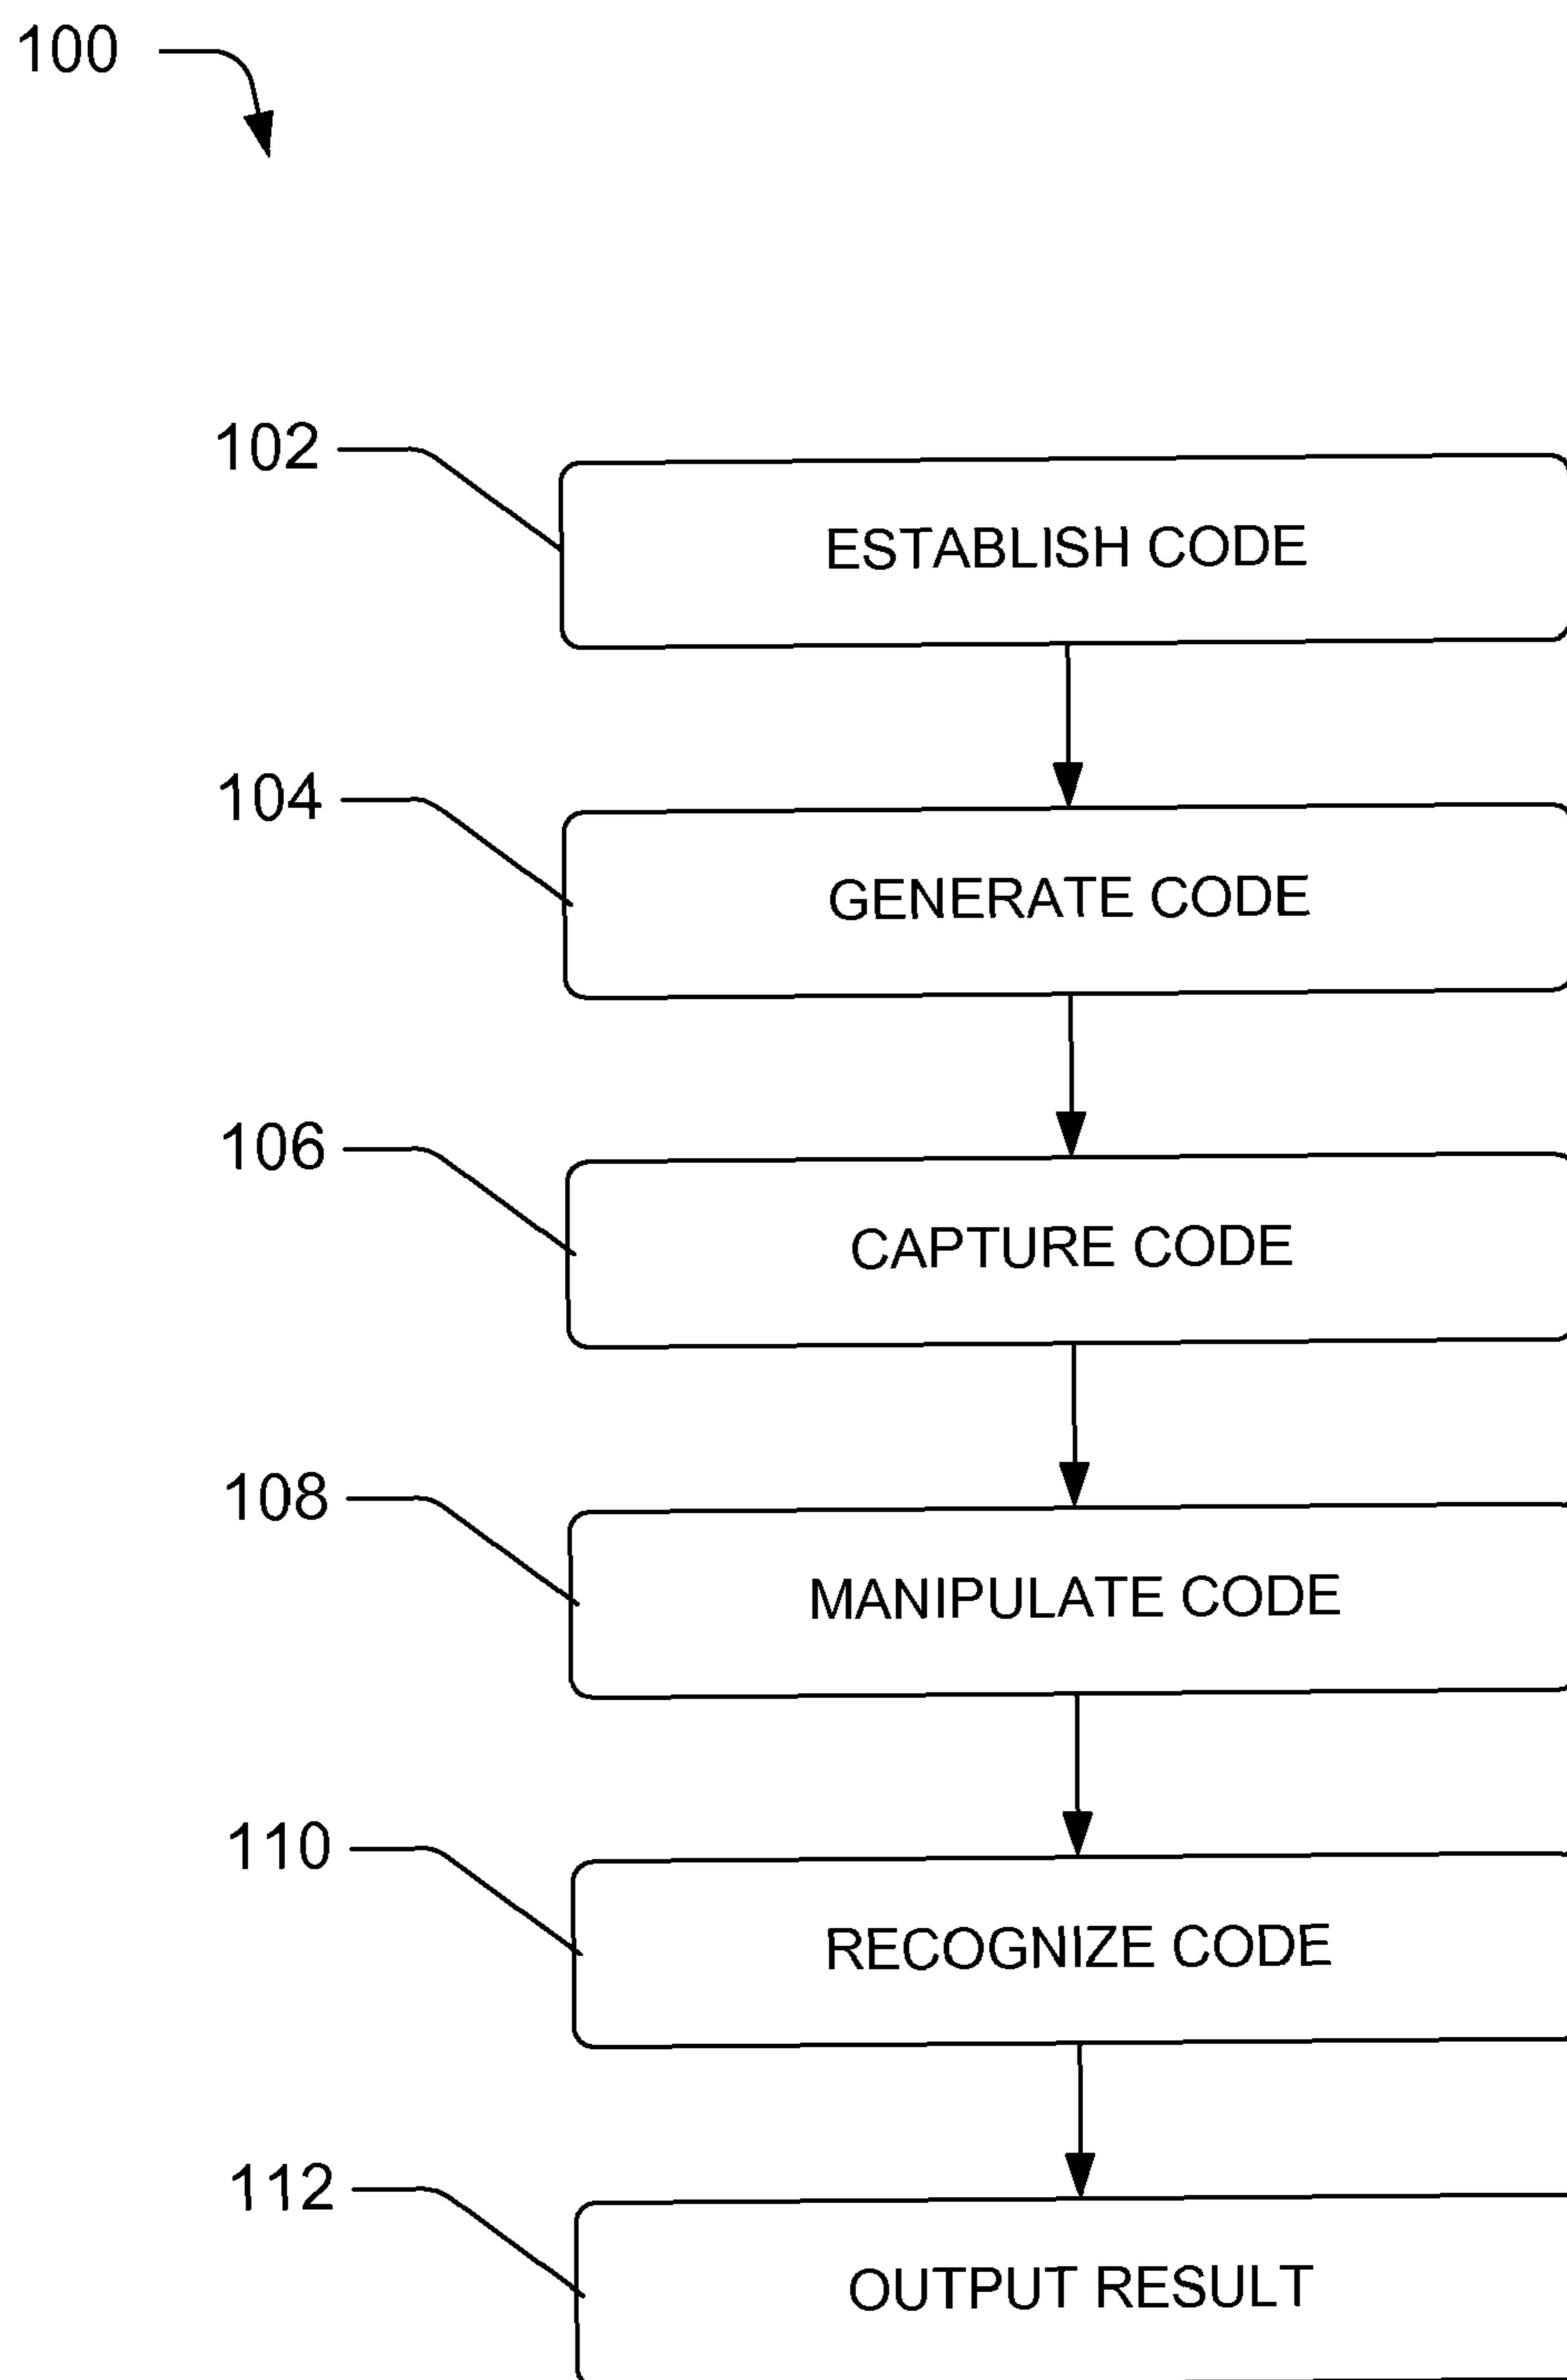 100
102
ESTABLISH CODE
104
GENERATE CODE
106
CAPTURE CODE
108
MANIPULATE CODE
110
RECOGNIZE CODE
112
OUTPUT RESULT